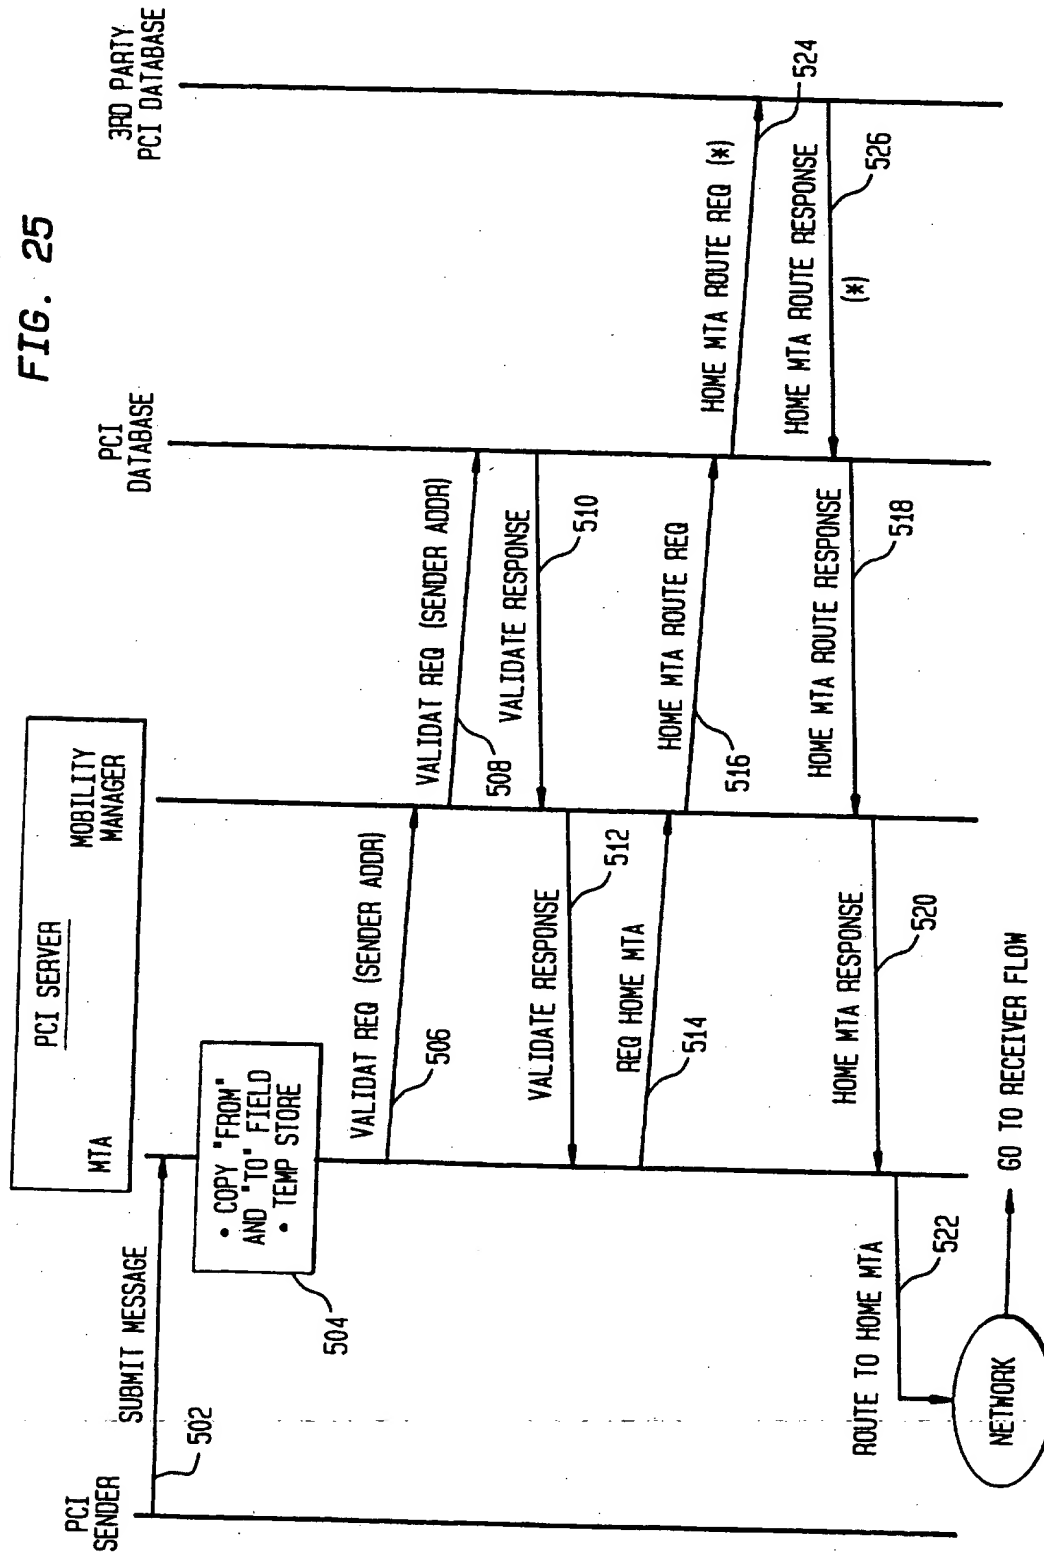 FIG. 25
PCI
SENDER
PCI SERVER
MTA
MOBILITY
MANAGER
PCI
DATABASE
3RD PARTY
PCI DATABASE
SUBMIT MESSAGE
502
• COPY "FROM"
AND "TO" FIELD
• TEMP STORE
504
VALIDAT REQ (SENDER ADDR)
506
VALIDAT REQ (SENDER ADDR)
508
VALIDATE RESPONSE
510
VALIDATE RESPONSE
512
REQ HOME MTA
514
HOME MTA ROUTE REQ
516
HOME MTA ROUTE REQ (*)
524
HOME MTA ROUTE RESPONSE
(*)
526
HOME MTA ROUTE RESPONSE
518
HOME MTA RESPONSE
520
ROUTE TO HOME MTA
522
NETWORK
GO TO RECEIVER FLOW